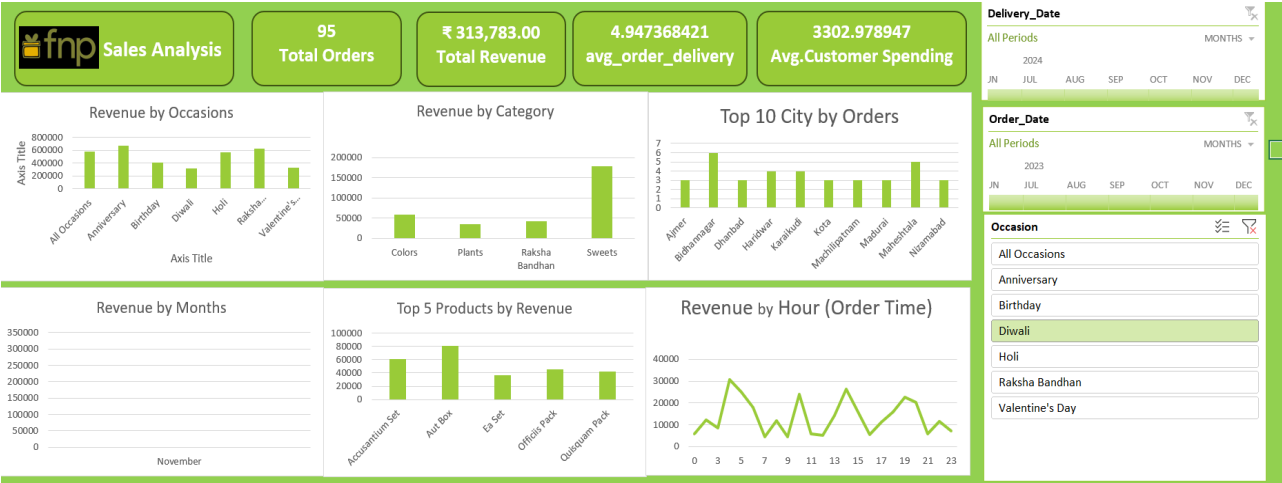 fnp Sales Analysis
95
Total Orders
₹ 313,783.00
Total Revenue
4.947368421
avg_order_delivery
3302.978947
Avg.Customer Spending
Revenue by Occasions
Axis Title
800000
600000
400000
200000
0
All Occasions
Anniversary
Birthday
Diwali
Holi
Raksha...
Valentine's...
Axis Title
Revenue by Category
200000
150000
100000
50000
0
Colors
Plants
Raksha
Bandhan
Sweets
Top 10 City by Orders
7
6
5
4
3
2
1
0
Ajmer
Bidhannagar
Dhanbad
Haridwar
Karaikudi
Kota
Machilipatnam
Madurai
Maheshtala
Nizamabad
Revenue by Months
350000
300000
250000
200000
150000
100000
50000
0
November
Top 5 Products by Revenue
100000
80000
60000
40000
20000
0
Accusantium Set
Aut Box
Ea Set
Officiis Pack
Quisquam Pack
Revenue by Hour (Order Time)
40000
30000
20000
10000
0
0 3 5 7 9 11 13 15 17 19 21 23
Delivery_Date
All Periods MONTHS
2024
JN JUL AUG SEP OCT NOV DEC
Order_Date
All Periods MONTHS
2023
JN JUL AUG SEP OCT NOV DEC
Occasion
All Occasions
Anniversary
Birthday
Diwali
Holi
Raksha Bandhan
Valentine's Day